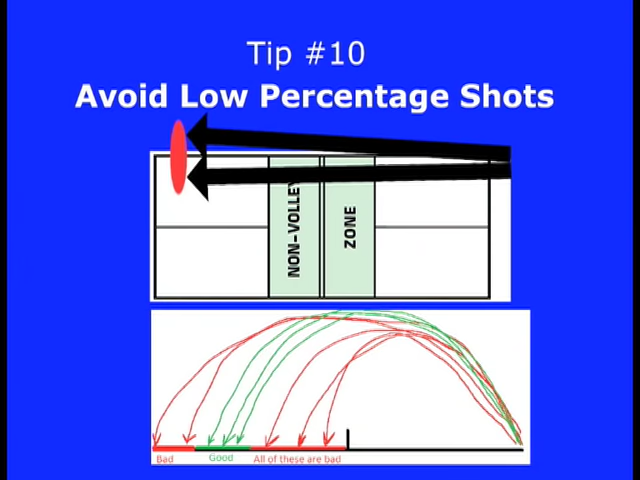 Tip #10
Avoid Low Percentage Shots
NON-VOLLEY
ZONE
Bad
Good
All of these are bad